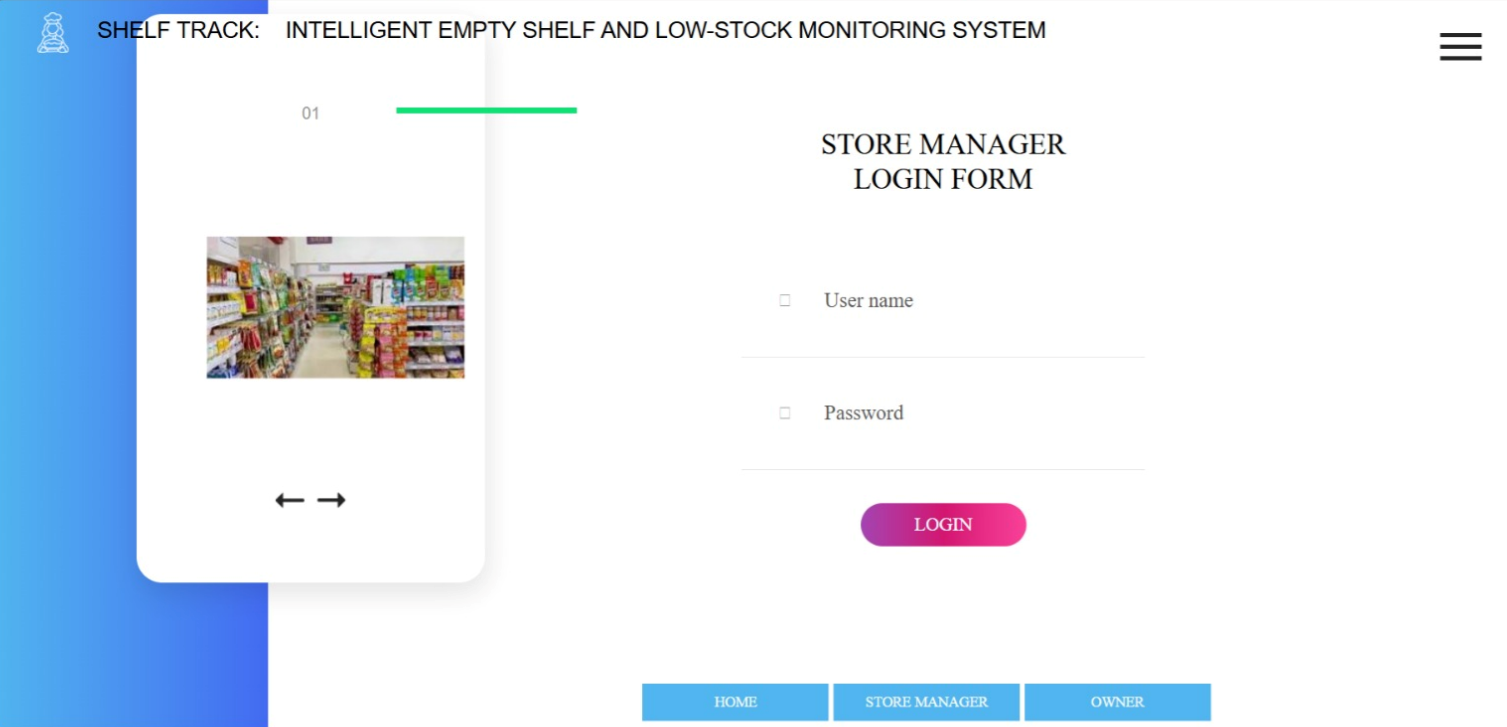 SHELF TRACK: INTELLIGENT EMPTY SHELF AND LOW-STOCK MONITORING SYSTEM
01
STORE MANAGER
LOGIN FORM
User name
Password
LOGIN
HOME
STORE MANAGER
OWNER